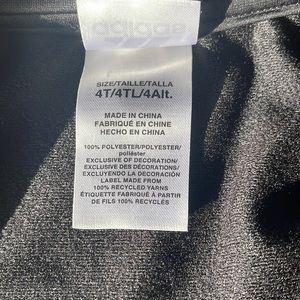 adidas
SIZE/TAILLE/TALLA
4T/4TL/4Alt.
MADE IN CHINA
FABRIQUÉ EN CHINE
HECHO EN CHINA
100% POLYESTER/POLYESTER/
poliéster
EXCLUSIVE OF DECORATION/
EXCLUSIVE DES DÉCORATIONS/
EXCLUYENDO LA DECORACIÓN
LABEL MADE FROM
100% RECYCLED YARNS
ÉTIQUETTE FABRIQUÉ À PARTIR
DE FILS 100% RECYCLÉS